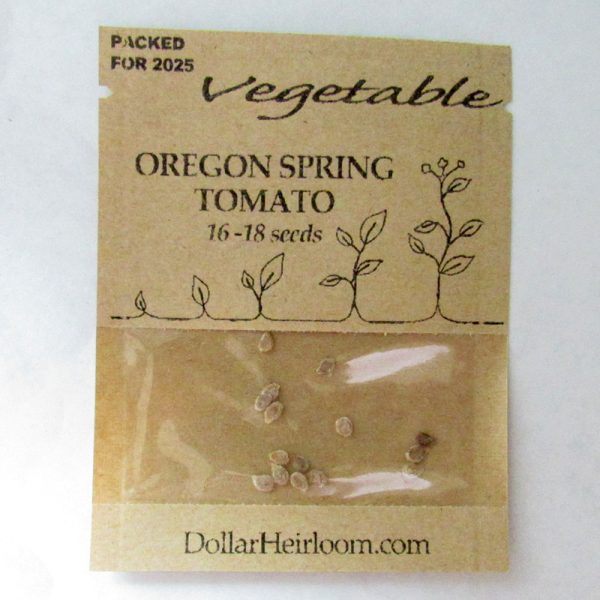 PACKED
FOR 2025
Vegetable
OREGON SPRING
TOMATO
16-18 seeds
DollarHeirloom.com